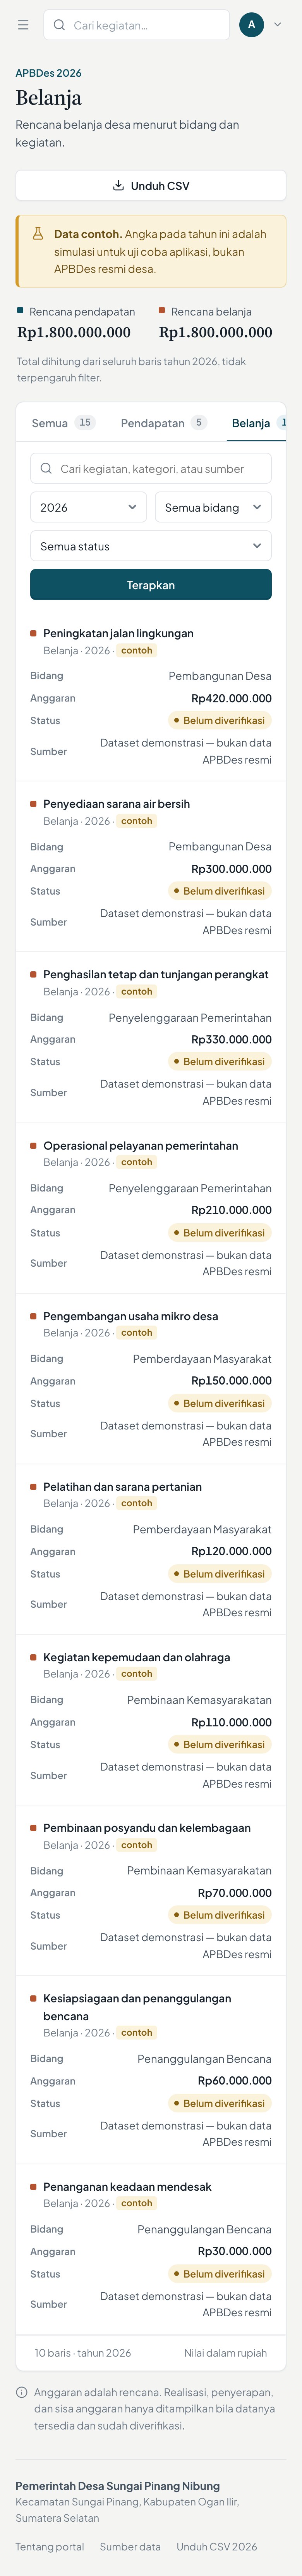 Cari kegiatan...
A
APBDes 2026
Belanja
Rencana belanja desa menurut bidang dan
kegiatan.
Unduh CSV
Data contoh. Angka pada tahun ini adalah
simulasi untuk uji coba aplikasi, bukan
APBDes resmi desa.
Rencana pendapatan
Rp1.800.000.000
Rencana belanja
Rp1.800.000.000
Total dihitung dari seluruh baris tahun 2026, tidak
terpengaruh filter.
Semua 15 Pendapatan 5 Belanja
Cari kegiatan, kategori, atau sumber
2026 Semua bidang
Semua status
Terapkan
Peningkatan jalan lingkungan
Belanja · 2026 · contoh
Bidang Pembangunan Desa
Anggaran Rp420.000.000
Status Belum diverifikasi
Sumber Dataset demonstrasi — bukan data
APBDes resmi
Penyediaan sarana air bersih
Belanja · 2026 · contoh
Bidang Pembangunan Desa
Anggaran Rp300.000.000
Status Belum diverifikasi
Sumber Dataset demonstrasi — bukan data
APBDes resmi
Penghasilan tetap dan tunjangan perangkat
Belanja · 2026 · contoh
Bidang Penyelenggaraan Pemerintahan
Anggaran Rp330.000.000
Status Belum diverifikasi
Sumber Dataset demonstrasi — bukan data
APBDes resmi
Operasional pelayanan pemerintahan
Belanja · 2026 · contoh
Bidang Penyelenggaraan Pemerintahan
Anggaran Rp210.000.000
Status Belum diverifikasi
Sumber Dataset demonstrasi — bukan data
APBDes resmi
Pengembangan usaha mikro desa
Belanja · 2026 · contoh
Bidang Pemberdayaan Masyarakat
Anggaran Rp150.000.000
Status Belum diverifikasi
Sumber Dataset demonstrasi — bukan data
APBDes resmi
Pelatihan dan sarana pertanian
Belanja · 2026 · contoh
Bidang Pemberdayaan Masyarakat
Anggaran Rp120.000.000
Status Belum diverifikasi
Sumber Dataset demonstrasi — bukan data
APBDes resmi
Kegiatan kepemudaan dan olahraga
Belanja · 2026 · contoh
Bidang Pembinaan Kemasyarakatan
Anggaran Rp110.000.000
Status Belum diverifikasi
Sumber Dataset demonstrasi — bukan data
APBDes resmi
Pembinaan posyandu dan kelembagaan
Belanja · 2026 · contoh
Bidang Pembinaan Kemasyarakatan
Anggaran Rp70.000.000
Status Belum diverifikasi
Sumber Dataset demonstrasi — bukan data
APBDes resmi
Kesiapsiagaan dan penanggulangan
bencana
Belanja · 2026 · contoh
Bidang Penanggulangan Bencana
Anggaran Rp60.000.000
Status Belum diverifikasi
Sumber Dataset demonstrasi — bukan data
APBDes resmi
Penanganan keadaan mendesak
Belanja · 2026 · contoh
Bidang Penanggulangan Bencana
Anggaran Rp30.000.000
Status Belum diverifikasi
Sumber Dataset demonstrasi — bukan data
APBDes resmi
10 baris · tahun 2026 Nilai dalam rupiah
Anggaran adalah rencana. Realisasi, penyerapan,
dan sisa anggaran hanya ditampilkan bila datanya
tersedia dan sudah diverifikasi.
Pemerintah Desa Sungai Pinang Nibung
Kecamatan Sungai Pinang, Kabupaten Ogan Ilir,
Sumatera Selatan
Tentang portal Sumber data Unduh CSV 2026